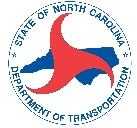 STATE OF NORTH CAROLINA
DEPARTMENT OF TRANSPORTATION